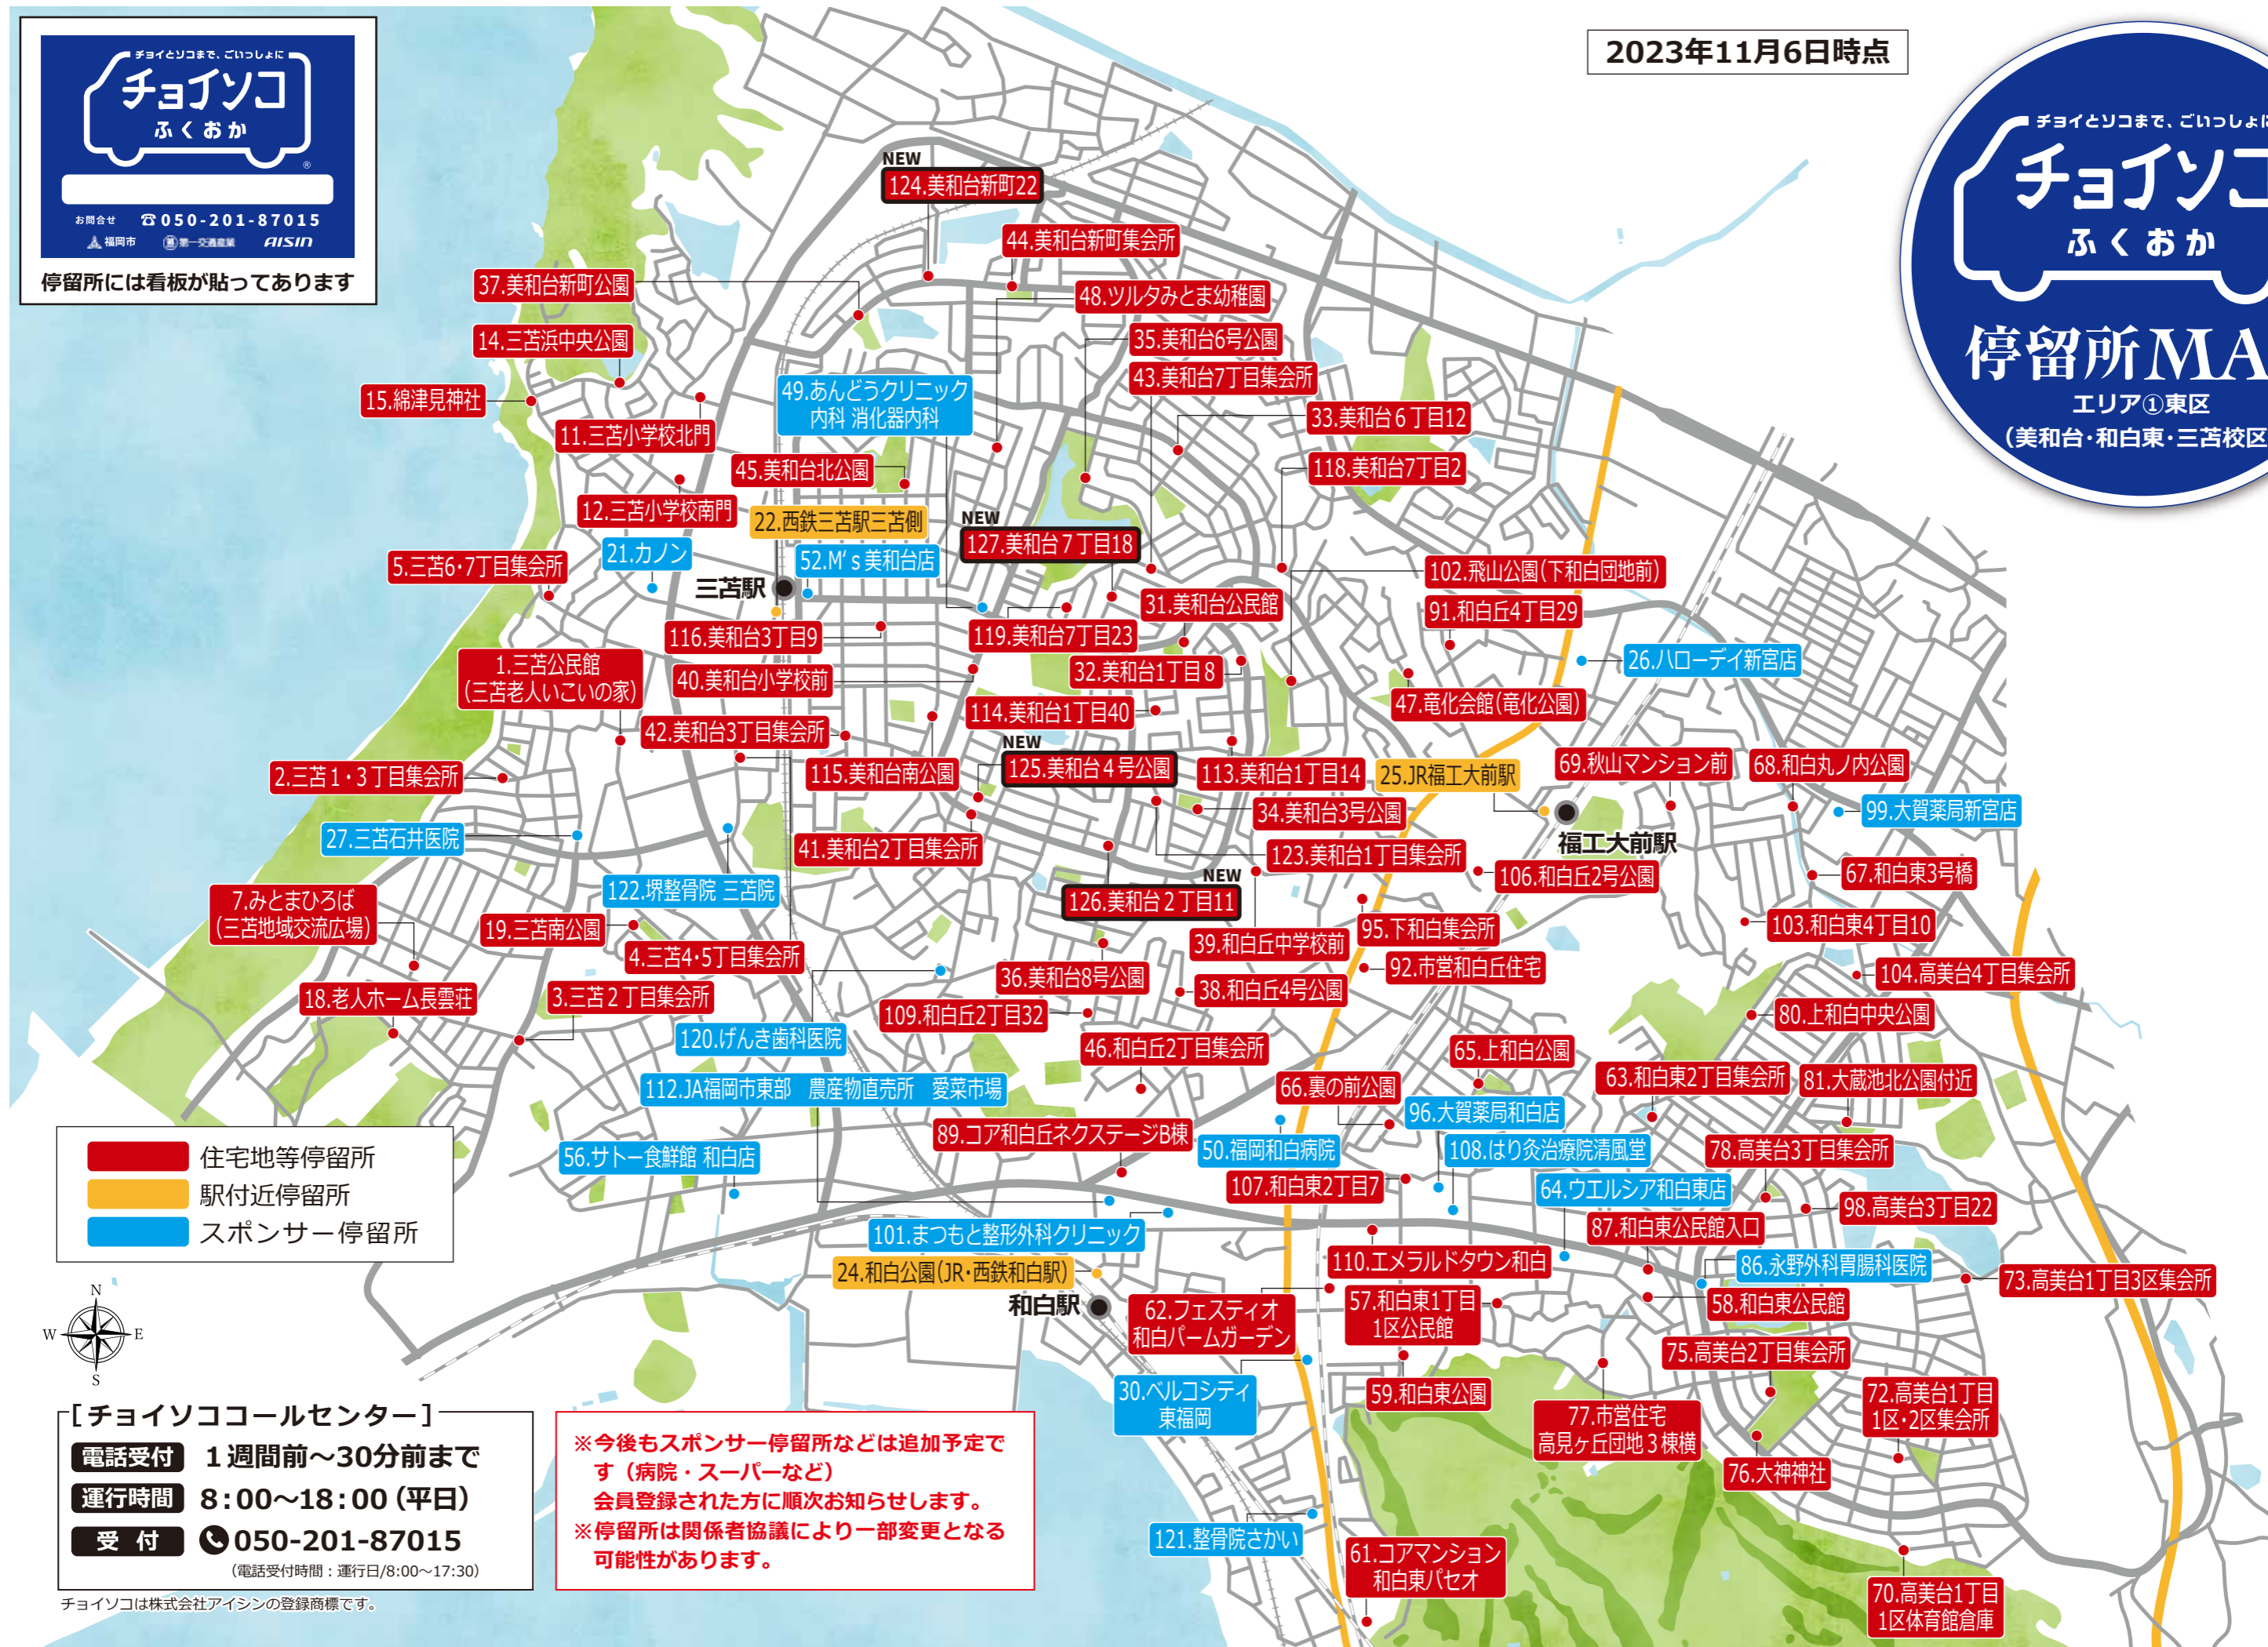 チョイとソコまで、ごいっしょに
チョイソコ
ふくおか
®
お問合せ ☎050-201-87015
福岡市 第一交通産業 AISIN
停留所には看板が貼ってあります
2023年11月6日時点
チョイとソコまで、ごいっしょに
チョイソコ
ふくおか
停留所MA
エリア①東区
（美和台・和白東・三苫校区
NEW
124.美和台新町22
44.美和台新町集会所
37.美和台新町公園
48.ツルタみとま幼稚園
14.三苫浜中央公園
35.美和台6号公園
43.美和台7丁目集会所
15.綿津見神社
49.あんどうクリニック
内科 消化器内科
33.美和台６丁目12
11.三苫小学校北門
45.美和台北公園
118.美和台7丁目2
12.三苫小学校南門
22.西鉄三苫駅三苫側
NEW
127.美和台７丁目18
5.三苫6・7丁目集会所
21.カノン
52.M's 美和台店
三苫駅
102.飛山公園(下和白団地前)
31.美和台公民館
91.和白丘4丁目29
116.美和台3丁目9
119.美和台7丁目23
1.三苫公民館
(三苫老人いこいの家)
40.美和台小学校前
32.美和台1丁目8
26.ハローデイ新宮店
47.竜化会館(竜化公園)
114.美和台1丁目40
42.美和台3丁目集会所
NEW
125.美和台４号公園
2.三苫１・３丁目集会所
115.美和台南公園
113.美和台1丁目14
25.JR福工大前駅
69.秋山マンション前
68.和白丸ノ内公園
34.美和台3号公園
99.大賀薬局新宮店
27.三苫石井医院
福工大前駅
41.美和台2丁目集会所
123.美和台1丁目集会所
67.和白東3号橋
106.和白丘2号公園
122.堺整骨院 三苫院
NEW
126.美和台２丁目11
7.みとまひろば
(三苫地域交流広場)
19.三苫南公園
103.和白東4丁目10
95.下和白集会所
39.和白丘中学校前
4.三苫4・5丁目集会所
92.市営和白丘住宅
36.美和台8号公園
104.高美台4丁目集会所
18.老人ホーム長雲荘
3.三苫２丁目集会所
38.和白丘4号公園
109.和白丘2丁目32
80.上和白中央公園
120.げんき歯科医院
46.和白丘2丁目集会所
65.上和白公園
112.JA福岡市東部　農産物直売所　愛菜市場
66.裏の前公園
63.和白東2丁目集会所
81.大蔵池北公園付近
96.大賀薬局和白店
89.コア和白丘ネクステージB棟
50.福岡和白病院
108.はり灸治療院清風堂
78.高美台3丁目集会所
56.サトー食鮮館 和白店
107.和白東2丁目7
64.ウエルシア和白東店
98.高美台3丁目22
101.まつもと整形外科クリニック
87.和白東公民館入口
110.エメラルドタウン和白
86.永野外科胃腸科医院
24.和白公園(JR・西鉄和白駅)
73.高美台1丁目3区集会所
和白駅
62.フェスティオ
和白パームガーデン
57.和白東1丁目
1区公民館
58.和白東公民館
75.高美台2丁目集会所
30.ベルコシティ
東福岡
59.和白東公園
72.高美台1丁目
1区・2区集会所
77.市営住宅
高見ヶ丘団地３棟横
76.大神神社
121.整骨院さかい
61.コアマンション
和白東パセオ
70.高美台1丁目
1区体育館倉庫
住宅地等停留所
駅付近停留所
スポンサー停留所
N
W E
S
[チョイソココールセンター]
電話受付 １週間前～30分前まで
運行時間 8：00～18：00（平日）
受 付 050-201-87015
（電話受付時間：運行日/8:00～17:30）
チョイソコは株式会社アイシンの登録商標です。
※今後もスポンサー停留所などは追加予定で
す（病院・スーパーなど）
会員登録された方に順次お知らせします。
※停留所は関係者協議により一部変更となる
可能性があります。